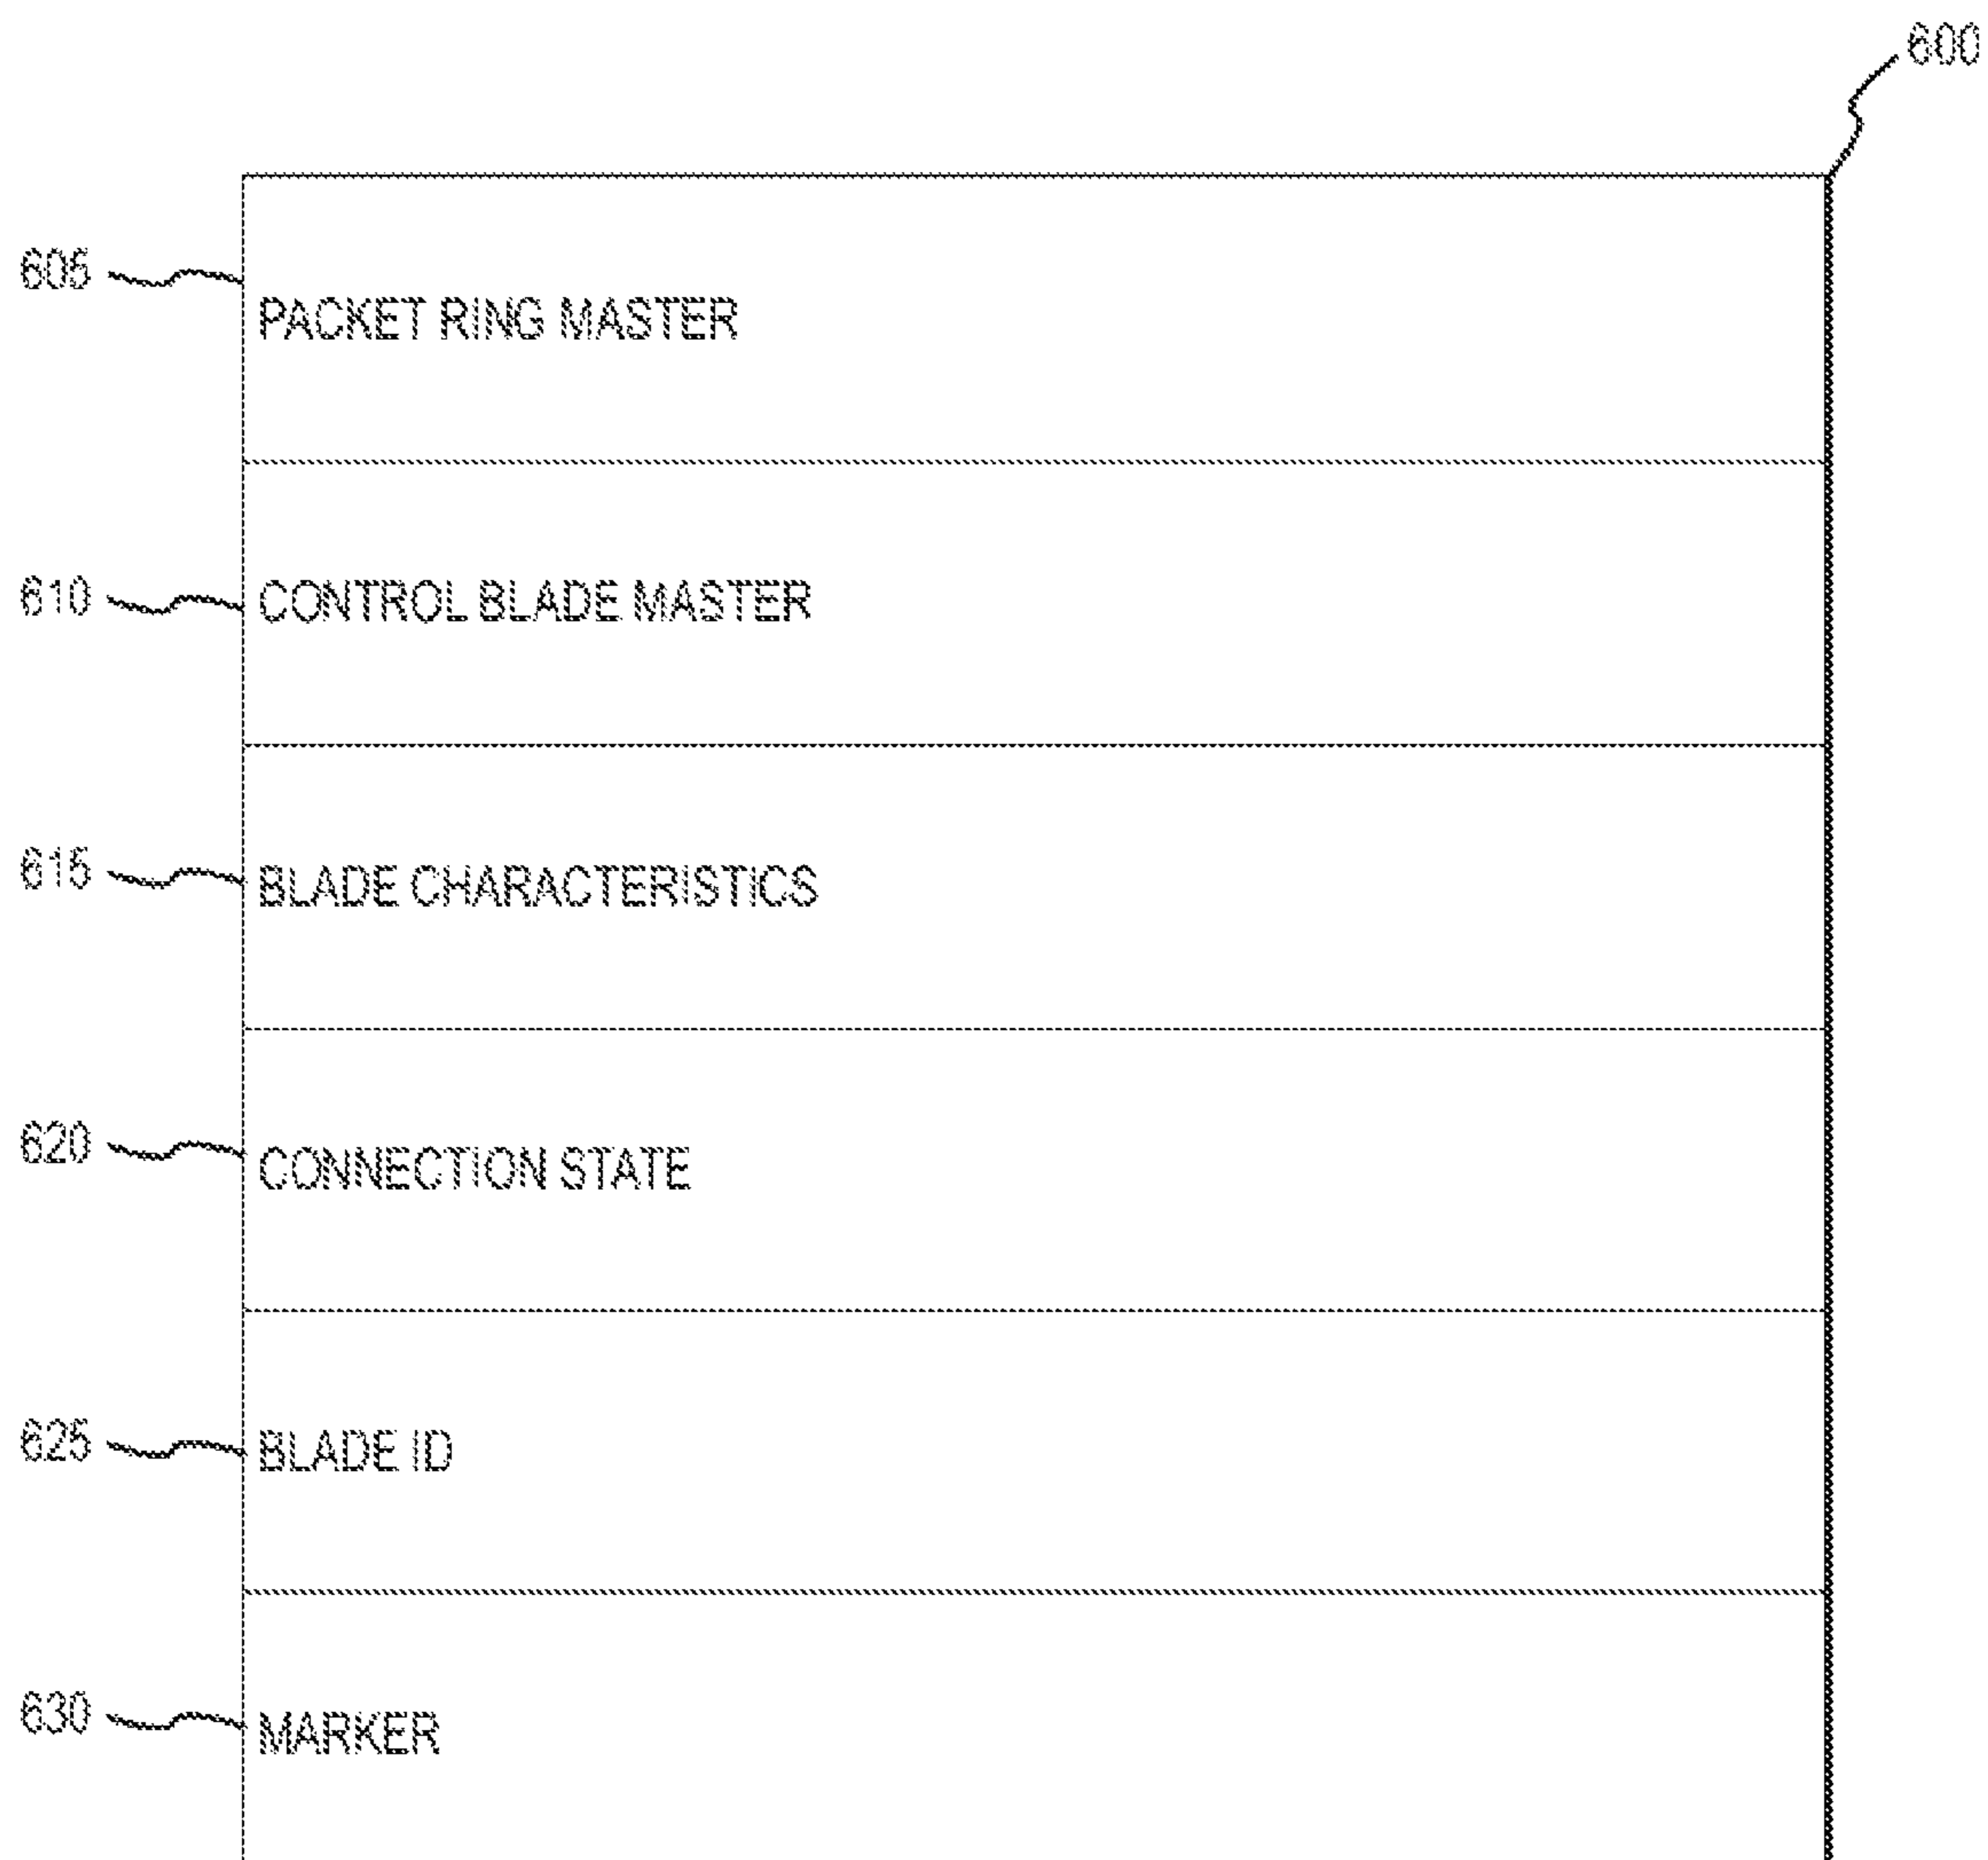 600
605
PACKET RING MASTER
610
CONTROL BLADE MASTER
615
BLADE CHARACTERISTICS
620
CONNECTION STATE
625
BLADE ID
630
MARKER